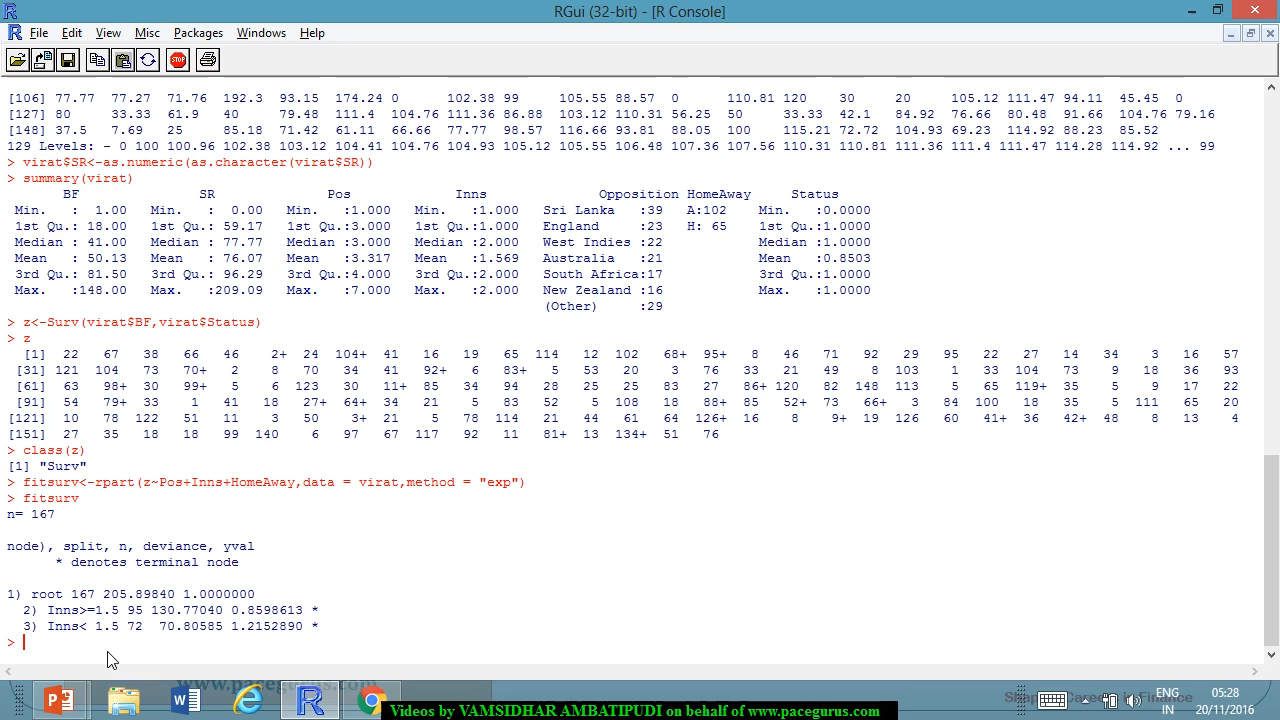 RGui (32-bit) - [R Console]
File Edit View Misc Packages Windows Help
STOP
[106] 77.77 77.27 71.76 192.3 93.15 174.24 0 102.38 99 105.55 88.57 0 110.81 120 30 20 105.12 111.47 94.11 45.45 0
[127] 80 33.33 61.9 40 79.48 111.4 104.76 111.36 86.88 103.12 110.31 56.25 50 33.33 42.1 84.92 76.66 80.48 91.66 104.76 79.16
[148] 37.5 7.69 25 85.18 71.42 61.11 66.66 77.77 98.57 116.66 93.81 88.05 100 115.21 72.72 104.93 69.23 114.92 88.23 85.52
129 Levels: - 0 100 100.96 102.38 103.12 104.41 104.76 104.93 105.12 105.55 106.48 107.36 107.56 110.31 110.81 111.36 111.4 111.47 114.28 114.92 ... 99
> virat$SR<-as.numeric(as.character(virat$SR))
> summary(virat)
BF SR Pos Inns Opposition HomeAway Status
Min. : 1.00 Min. : 0.00 Min. :1.000 Min. :1.000 Sri Lanka :39 A:102 Min. :0.0000
1st Qu.: 18.00 1st Qu.: 59.17 1st Qu.:3.000 1st Qu.:1.000 England :23 H: 65 1st Qu.:1.0000
Median : 41.00 Median : 77.77 Median :3.000 Median :2.000 West Indies :22 Median :1.0000
Mean : 50.13 Mean : 76.07 Mean :3.317 Mean :1.569 Australia :21 Mean :0.8503
3rd Qu.: 81.50 3rd Qu.: 96.29 3rd Qu.:4.000 3rd Qu.:2.000 South Africa:17 3rd Qu.:1.0000
Max. :148.00 Max. :209.09 Max. :7.000 Max. :2.000 New Zealand :16 Max. :1.0000
(Other) :29
> z<-Surv(virat$BF,virat$Status)
> z
[1] 22 67 38 66 46 2+ 24 104+ 41 16 19 65 114 12 102 68+ 95+ 8 46 71 92 29 95 22 27 14 34 3 16 57
[31] 121 104 73 70+ 2 8 70 34 41 92+ 6 83+ 5 53 20 3 76 33 21 49 8 103 1 33 104 73 9 18 36 93
[61] 63 98+ 30 99+ 5 6 123 30 11+ 85 34 94 28 25 25 83 27 86+ 120 82 148 113 5 65 119+ 35 5 9 17 22
[91] 54 79+ 33 1 41 18 27+ 64+ 34 21 5 83 52 5 108 18 88+ 85 52+ 73 66+ 3 84 100 18 35 5 111 65 20
[121] 10 78 122 51 11 3 50 3+ 21 5 78 114 21 44 61 64 126+ 16 8 9+ 19 126 60 41+ 36 42+ 48 8 13 4
[151] 27 35 18 18 99 140 6 97 67 117 92 11 81+ 13 134+ 51 76
> class(z)
[1] "Surv"
> fitsurv<-rpart(z~Pos+Inns+HomeAway,data = virat,method = "exp")
> fitsurv
n= 167
node), split, n, deviance, yval
* denotes terminal node
1) root 167 205.89840 1.0000000
2) Inns>=1.5 95 130.77040 0.8598613 *
3) Inns< 1.5 72 70.80585 1.2152890 *
>
www.pacegurus.com
ENG
IN
05:28
20/11/2016
Videos by VAMSIDHAR AMBATIPUDI on behalf of www.pacegurus.com